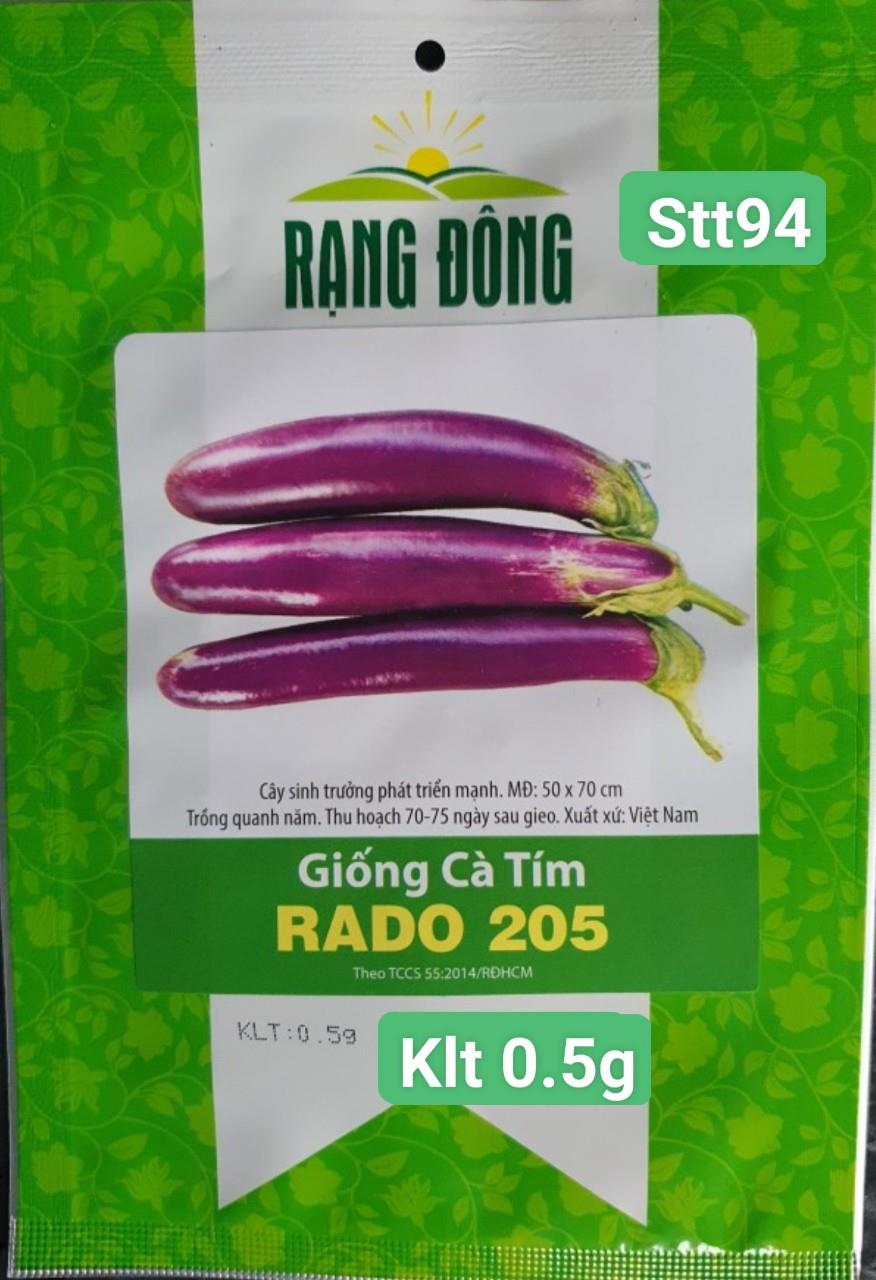 RẠNG ĐÔNG
Stt94
Cây sinh trưởng phát triển mạnh. MĐ: 50 x 70 cm
Trồng quanh năm. Thu hoạch 70-75 ngày sau gieo. Xuất xứ: Việt Nam
Giống Cà Tím
RADO 205
Theo TCCS 55:2014/RĐHCM
KLT:0.5g
Klt 0.5g